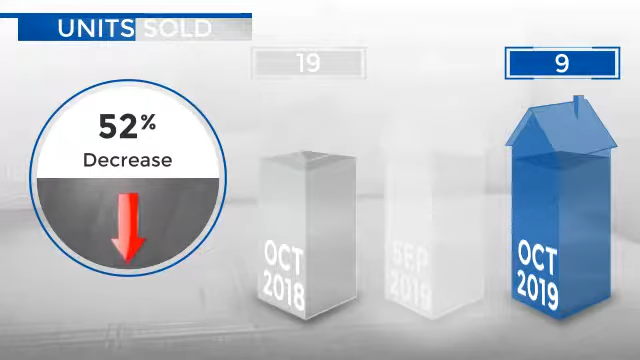 UNITS SOLD
19
9
52%
Decrease
OCT
2018
SEP
2019
OCT
2019